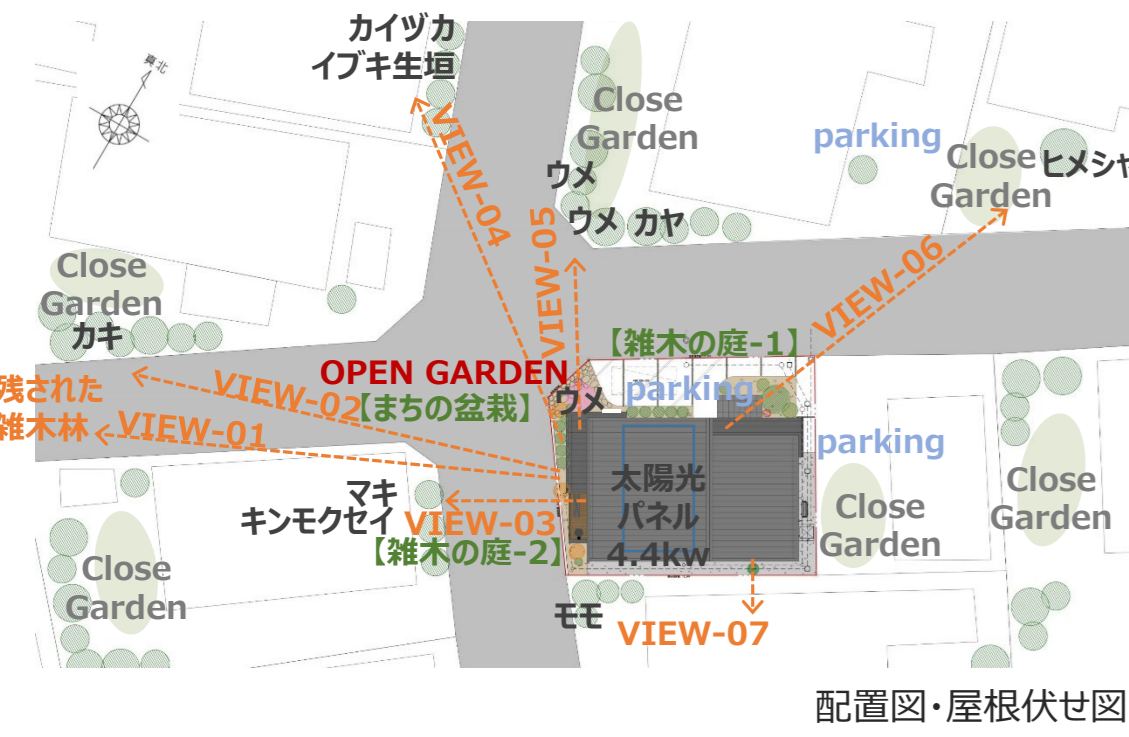 カイヅカ
イブキ生垣
真北
Close
Garden
parking
Close
Garden
ヒメシャ
VIEW-04
ウメ
ウメ カヤ
VIEW-05
VIEW-06
Close
Garden
カキ
【雑木の庭-1】
OPEN GARDEN
残された
雑木林
VIEW-02
【まちの盆栽】
ウメ
parking
VIEW-01
parking
マキ
キンモクセイ
VIEW-03
太陽光
パネル
4.4kw
Close
Garden
Close
Garden
【雑木の庭-2】
Close
Garden
モモ
VIEW-07
配置図・屋根伏せ図